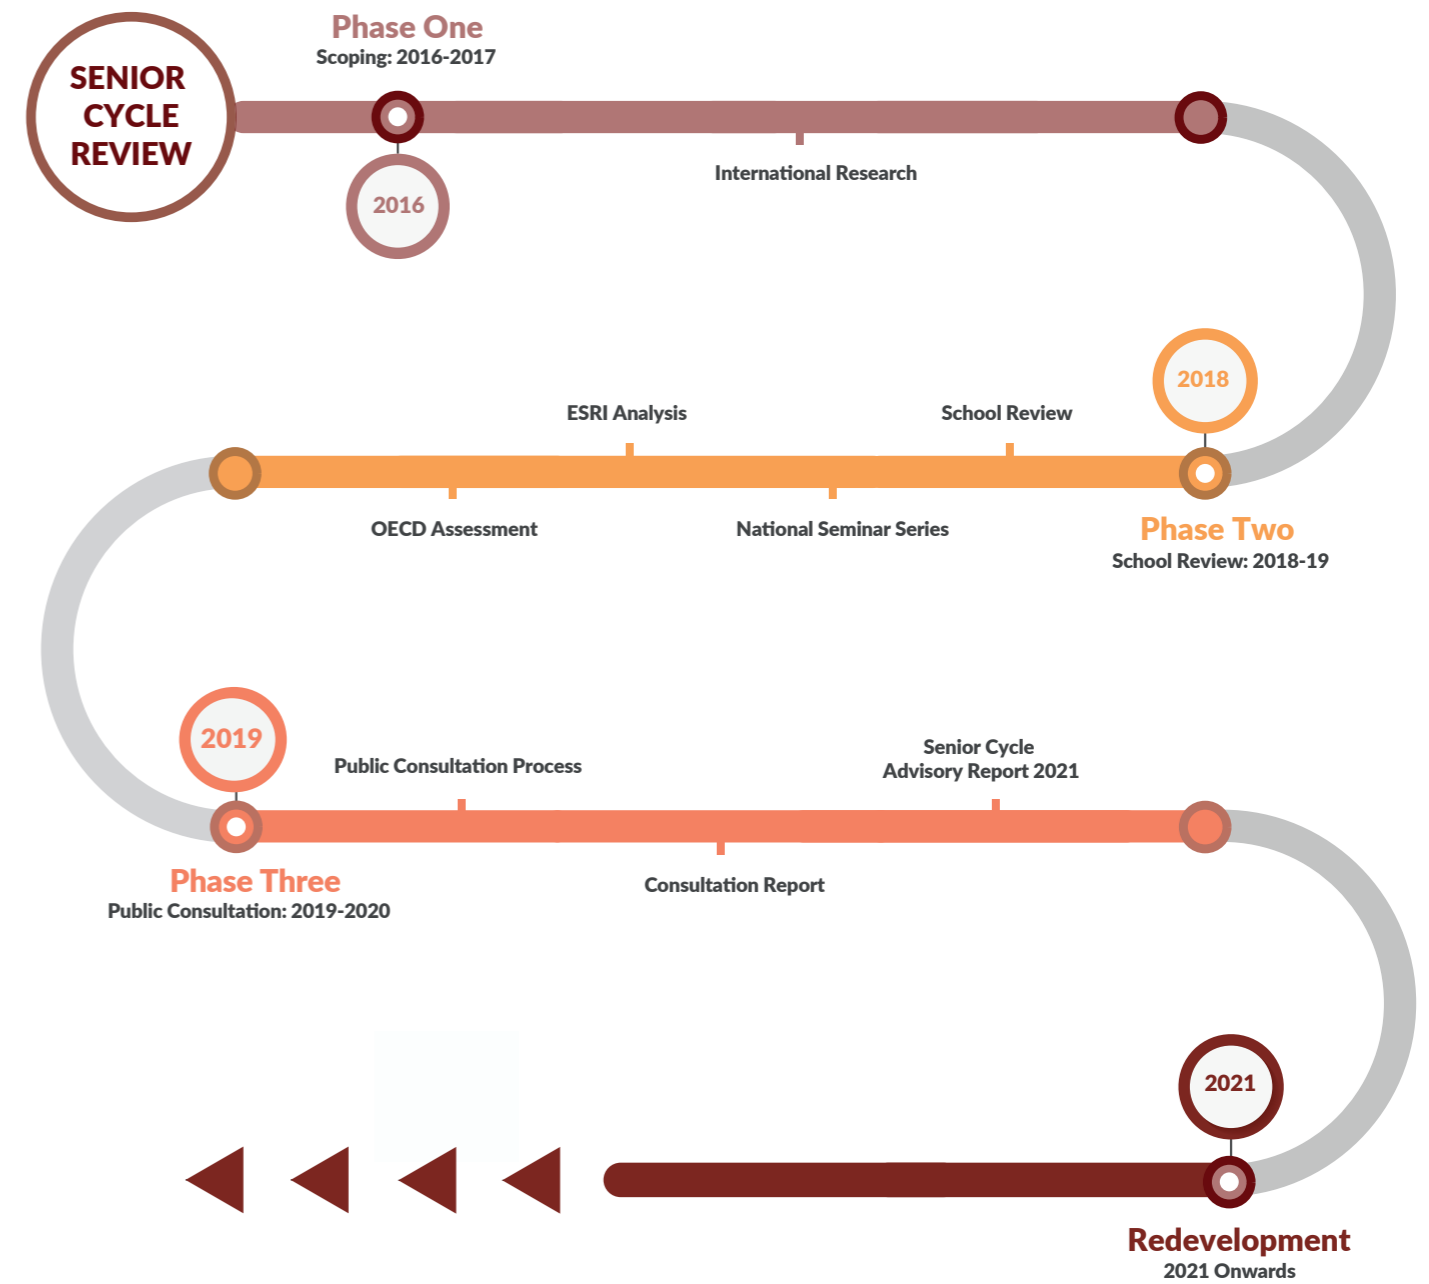 SENIOR
CYCLE
REVIEW
Phase One
Scoping: 2016-2017
2016
International Research
2018
Phase Two
School Review: 2018-19
School Review
National Seminar Series
ESRI Analysis
OECD Assessment
2019
Phase Three
Public Consultation: 2019-2020
Public Consultation Process
Consultation Report
Senior Cycle
Advisory Report 2021
2021
Redevelopment
2021 Onwards